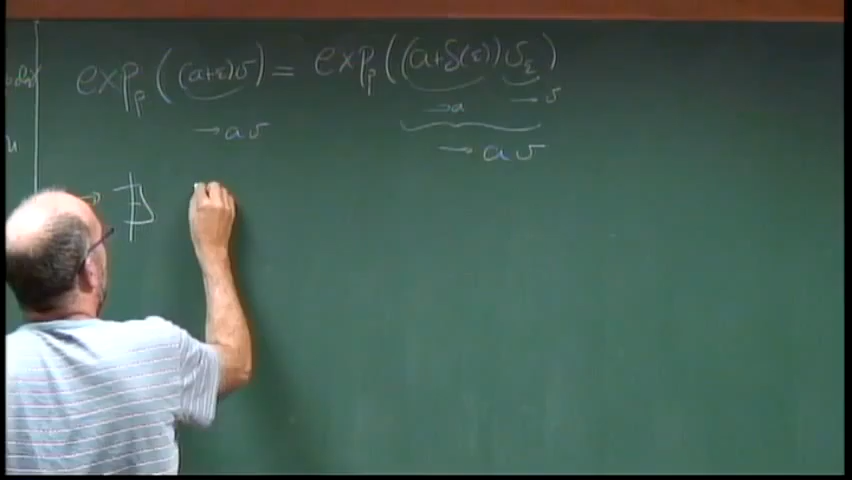 exp_p((a+ε)v) = exp_p((a+δ(ε))v_ε)
→a →v
→av →av
→ ∄